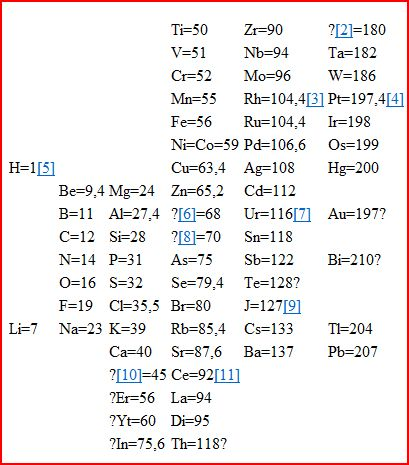 Ti=50 Zr=90 ?[2]=180
V=51 Nb=94 Ta=182
Cr=52 Mo=96 W=186
Mn=55 Rh=104,4[3] Pt=197,4[4]
Fe=56 Ru=104,4 Ir=198
Ni=Co=59 Pd=106,6 Os=199
H=1[5] Cu=63,4 Ag=108 Hg=200
Be=9,4 Mg=24 Zn=65,2 Cd=112
B=11 Al=27,4 ?[6]=68 Ur=116[7] Au=197?
C=12 Si=28 ?[8]=70 Sn=118
N=14 P=31 As=75 Sb=122 Bi=210?
O=16 S=32 Se=79,4 Te=128?
F=19 Cl=35,5 Br=80 J=127[9]
Li=7 Na=23 K=39 Rb=85,4 Cs=133 Tl=204
Ca=40 Sr=87,6 Ba=137 Pb=207
?[10]=45 Ce=92[11]
?Er=56 La=94
?Yt=60 Di=95
?In=75,6 Th=118?